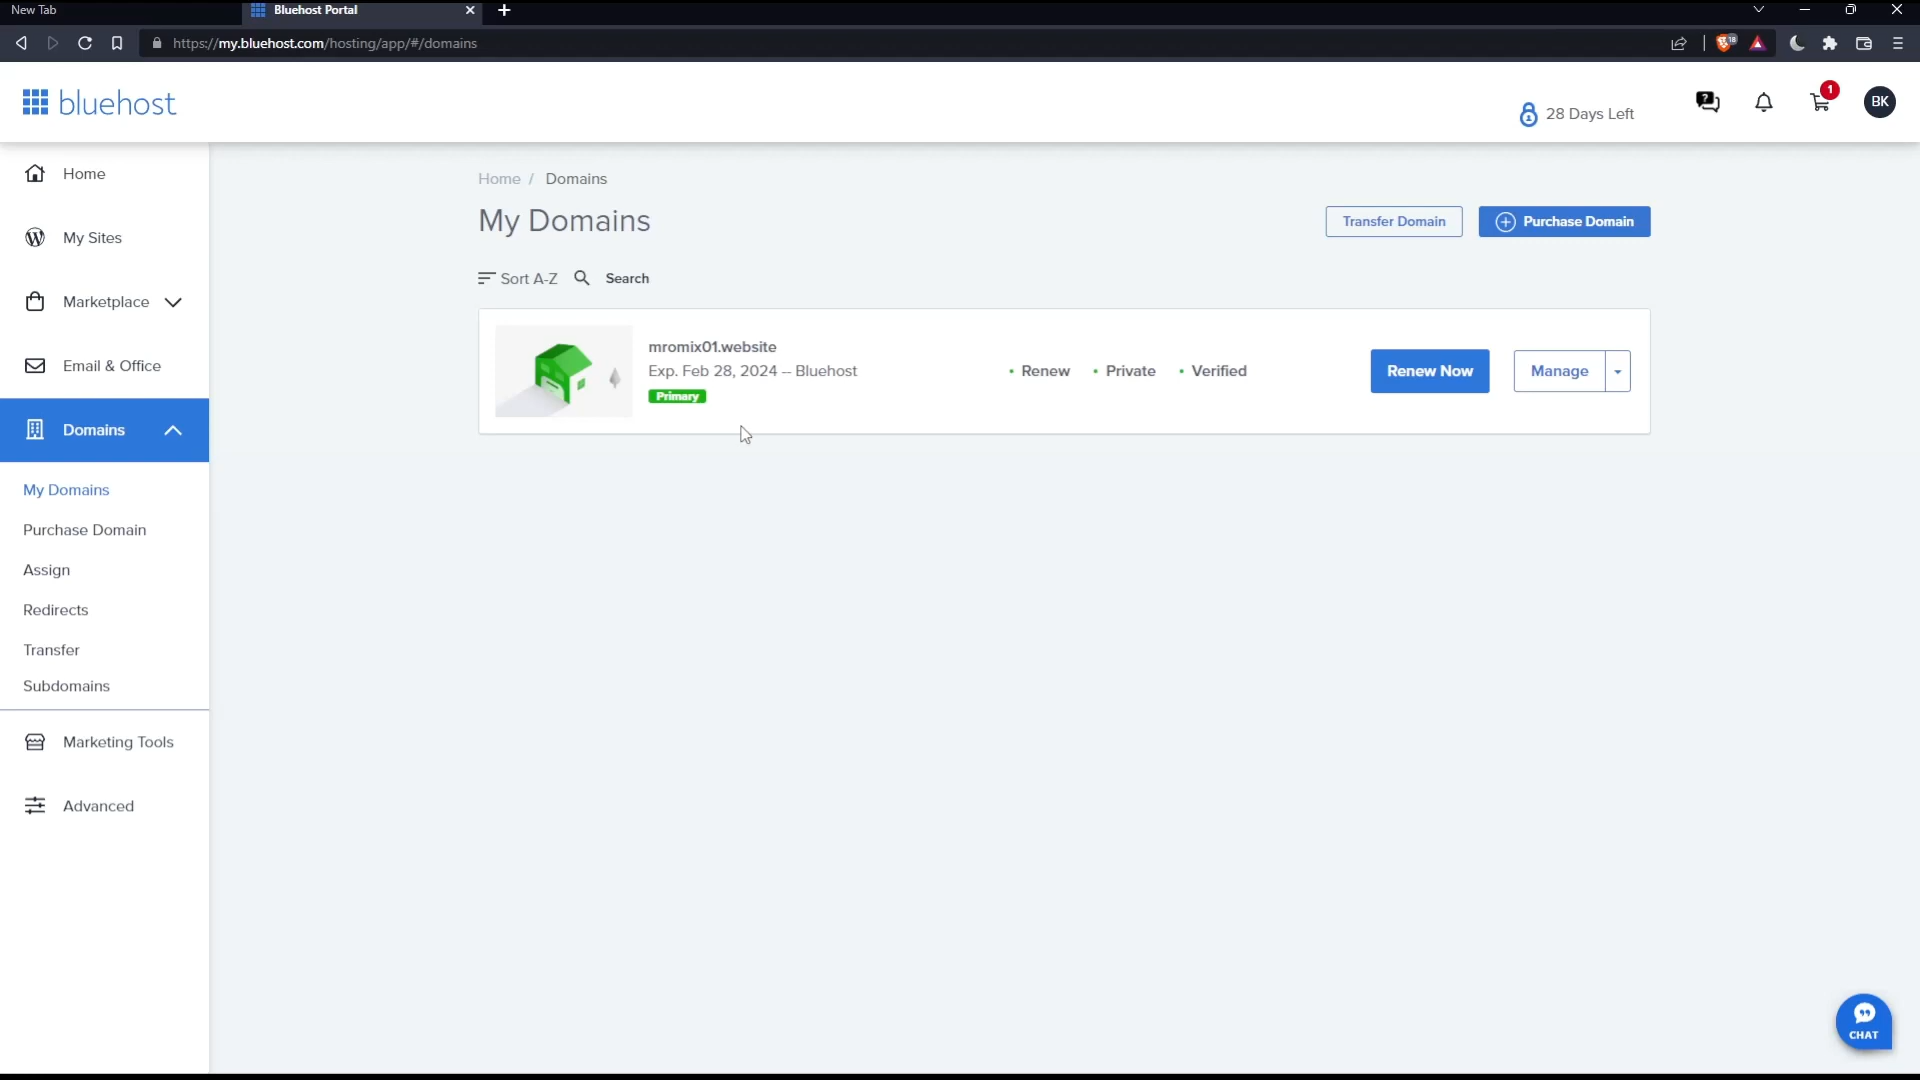 New Tab
Bluehost Portal
https://my.bluehost.com/hosting/app/#/domains
18
bluehost
28 Days Left
?
1
BK
Home
My Sites
Marketplace
Email & Office
Domains
My Domains
Purchase Domain
Assign
Redirects
Transfer
Subdomains
Marketing Tools
Advanced
Home / Domains
My Domains
Transfer Domain
Purchase Domain
Sort A-Z
Search
mromix01.website
Exp. Feb 28, 2024 -- Bluehost
Primary
• Renew • Private • Verified
Renew Now
Manage
CHAT